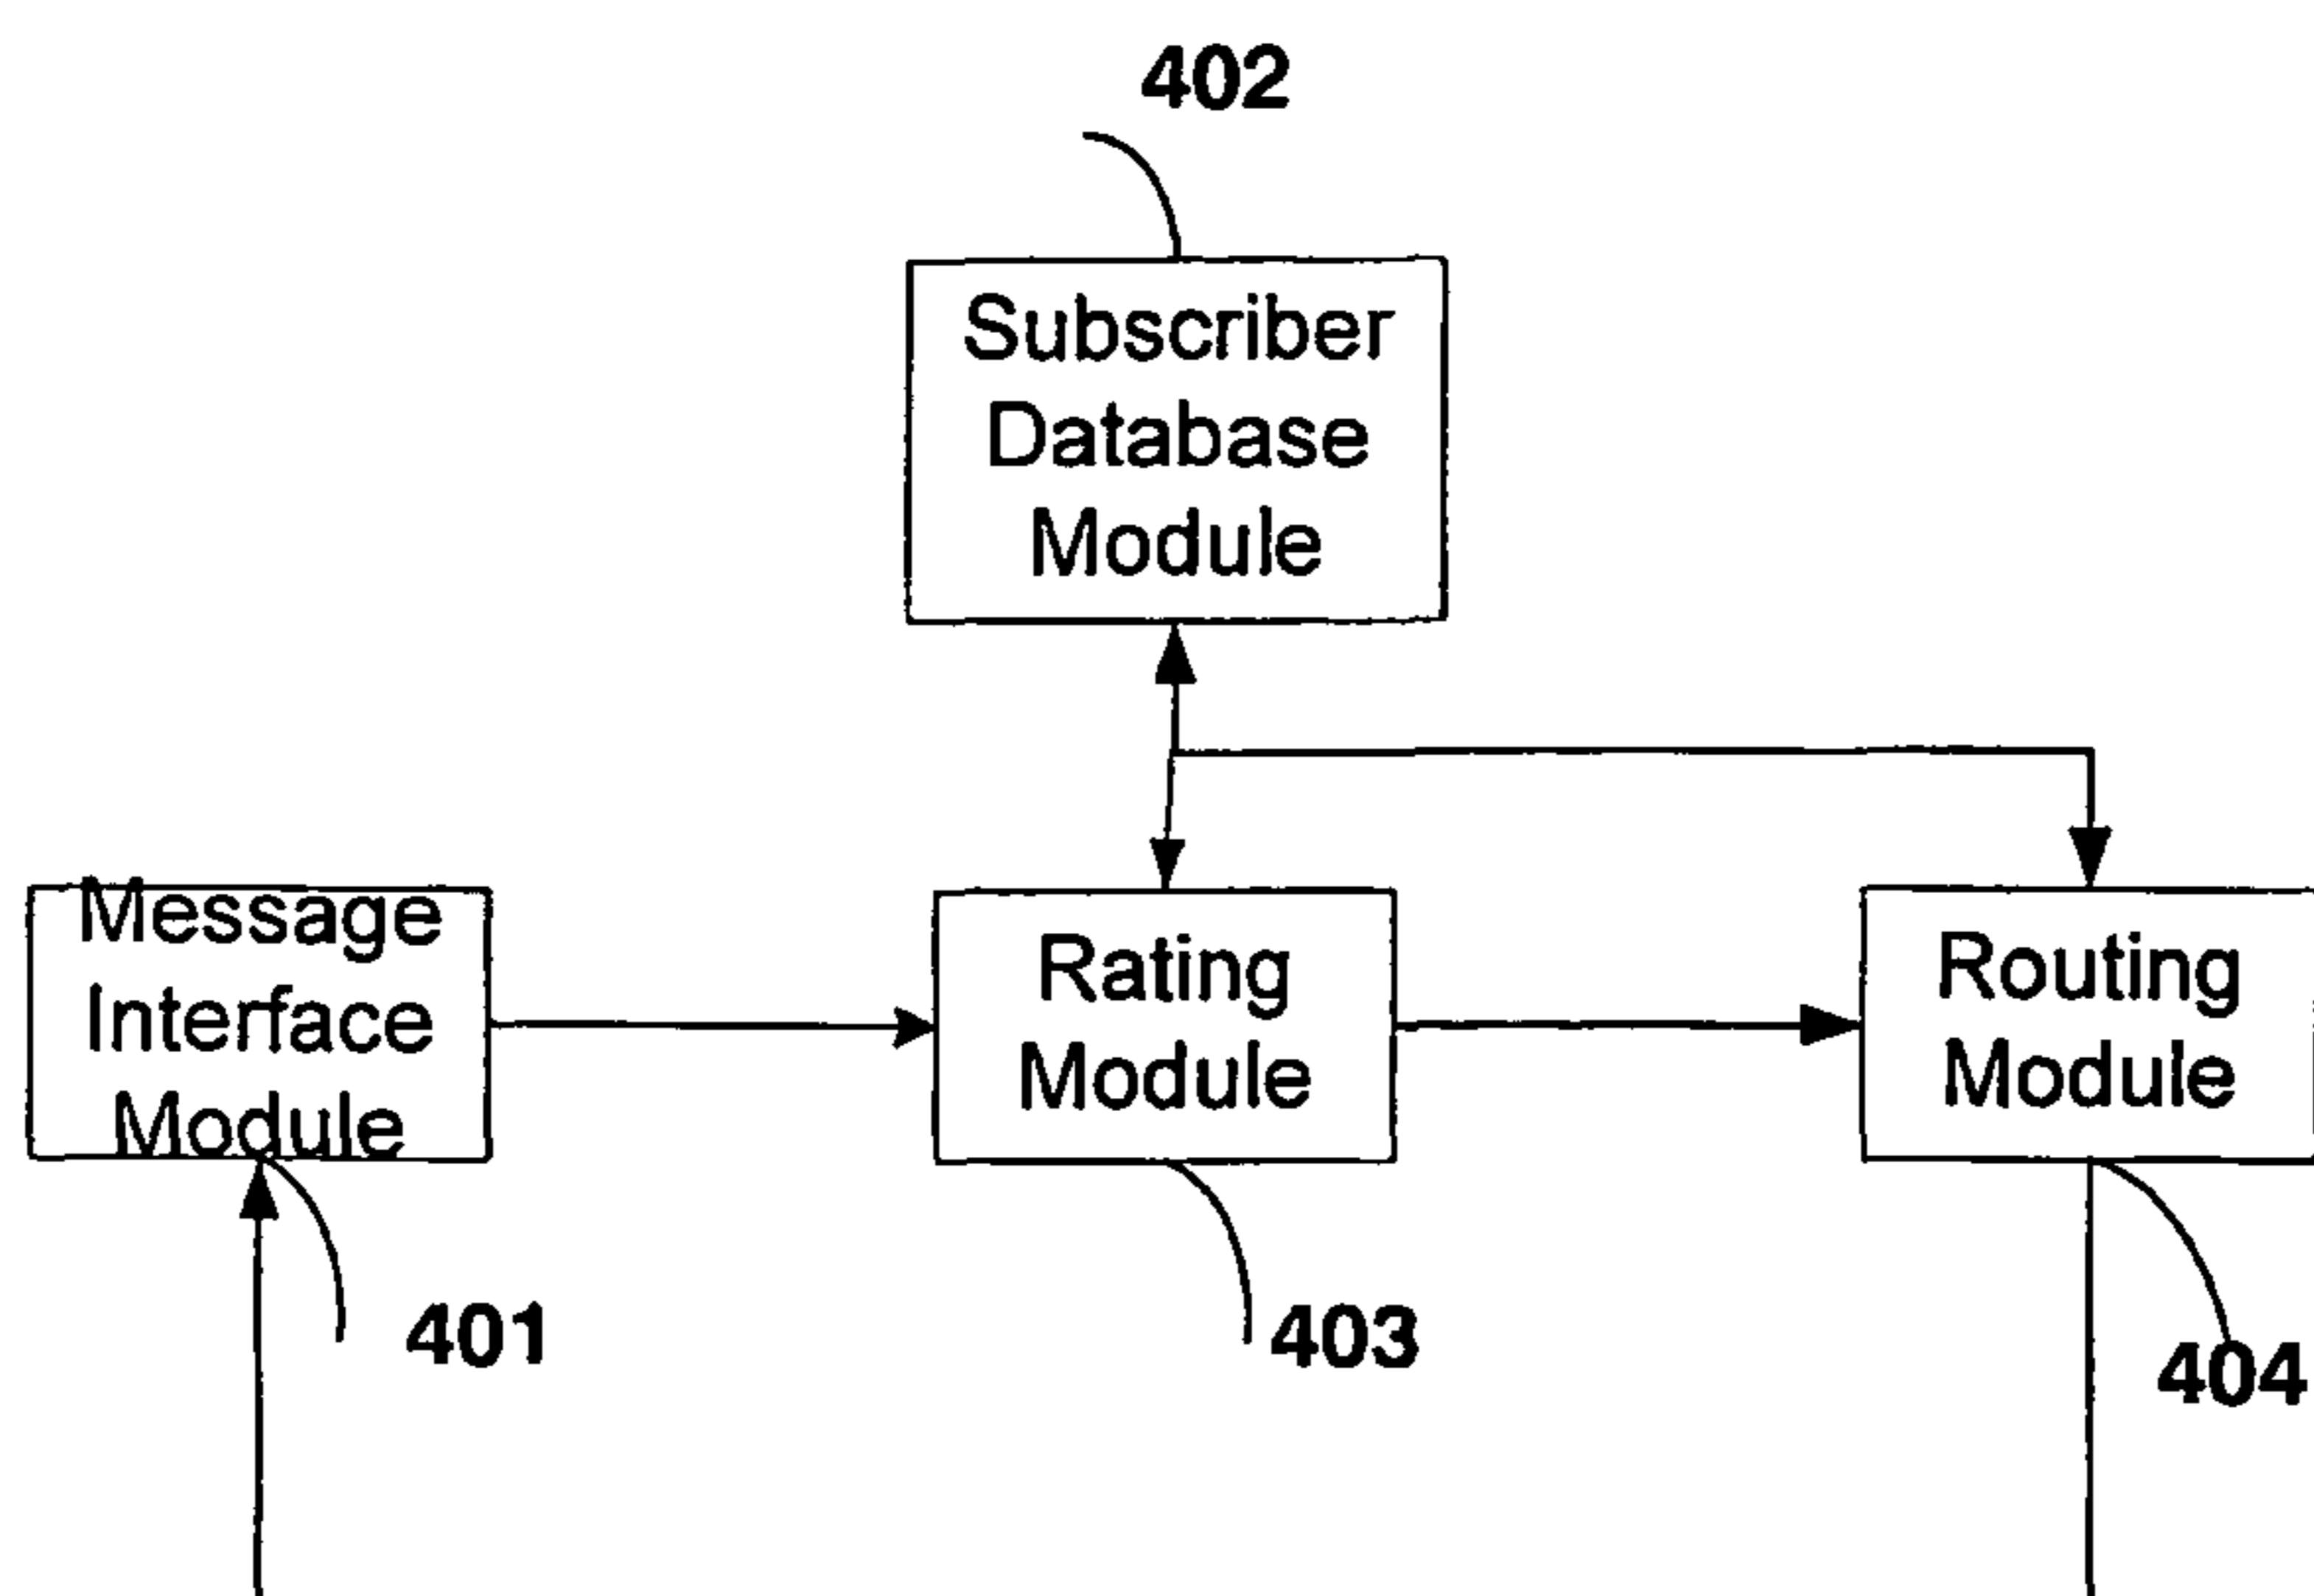 402
Subscriber
Database
Module
Message
Interface
Module
Rating
Module
Routing
Module
401
403
404